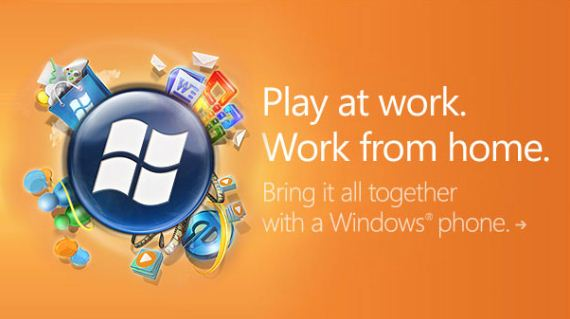 Play at work.
Work from home.
Bring it all together
with a Windows® phone. →
W